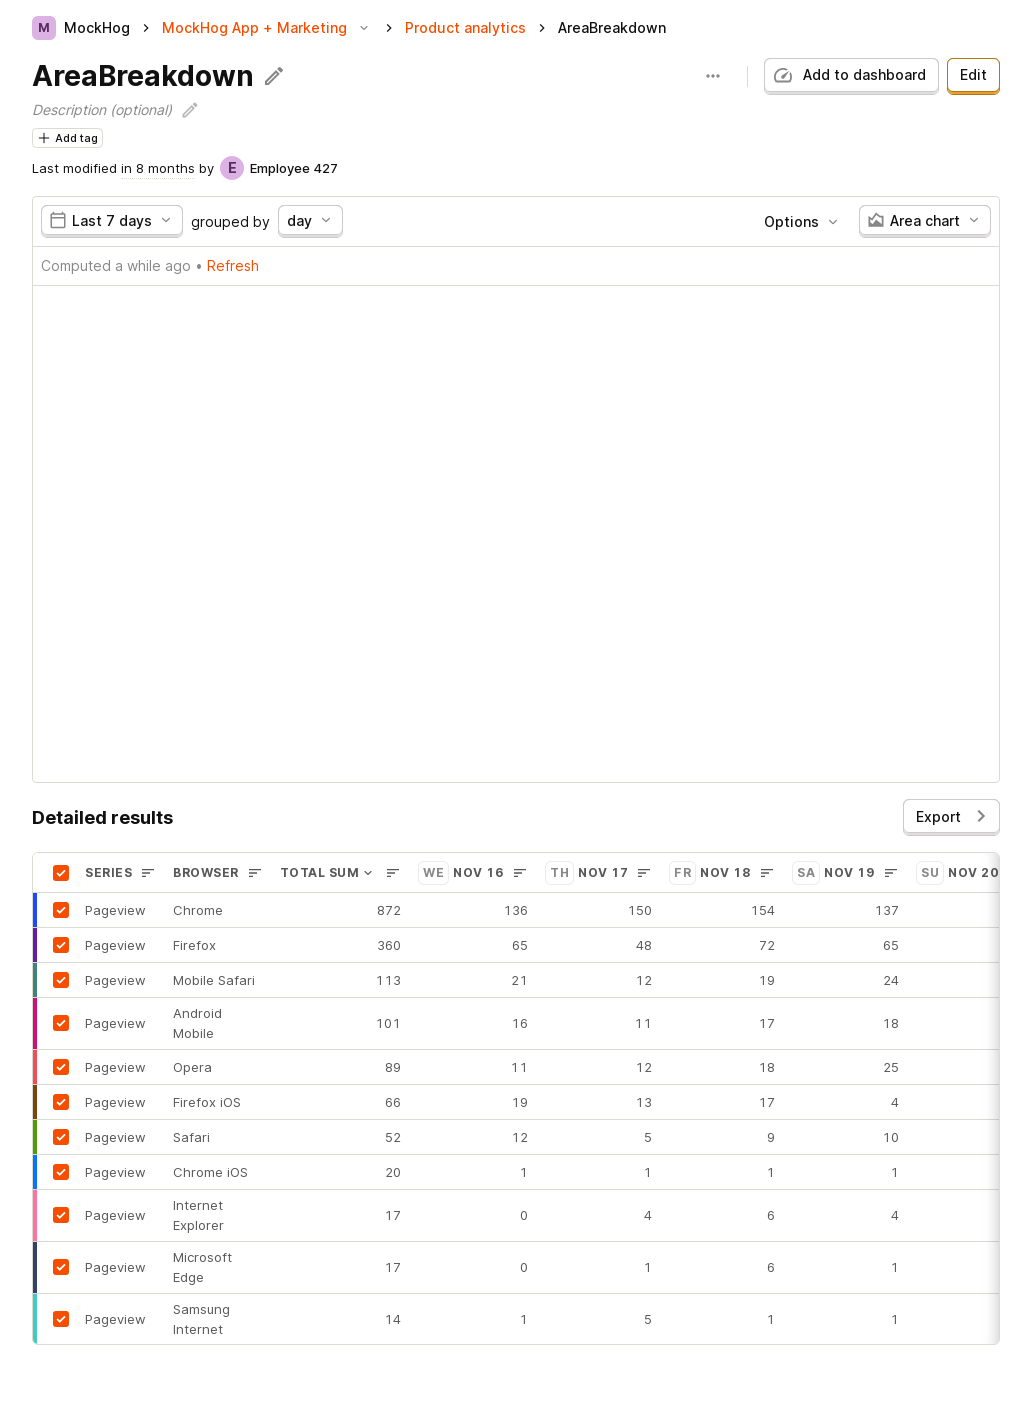 M MockHog > MockHog App + Marketing > Product analytics > AreaBreakdown
AreaBreakdown
Add to dashboard Edit
Description (optional)
Add tag
Last modified in 8 months by E Employee 427
Last 7 days grouped by day Options Area chart
Computed a while ago • Refresh
Detailed results
Export
SERIES BROWSER TOTAL SUM WE NOV 16 TH NOV 17 FR NOV 18 SA NOV 19 SU NOV 20
Pageview Chrome 872 136 150 154 137
Pageview Firefox 360 65 48 72 65
Pageview Mobile Safari 113 21 12 19 24
Pageview Android Mobile 101 16 11 17 18
Pageview Opera 89 11 12 18 25
Pageview Firefox iOS 66 19 13 17 4
Pageview Safari 52 12 5 9 10
Pageview Chrome iOS 20 1 1 1 1
Pageview Internet Explorer 17 0 4 6 4
Pageview Microsoft Edge 17 0 1 6 1
Pageview Samsung Internet 14 1 5 1 1